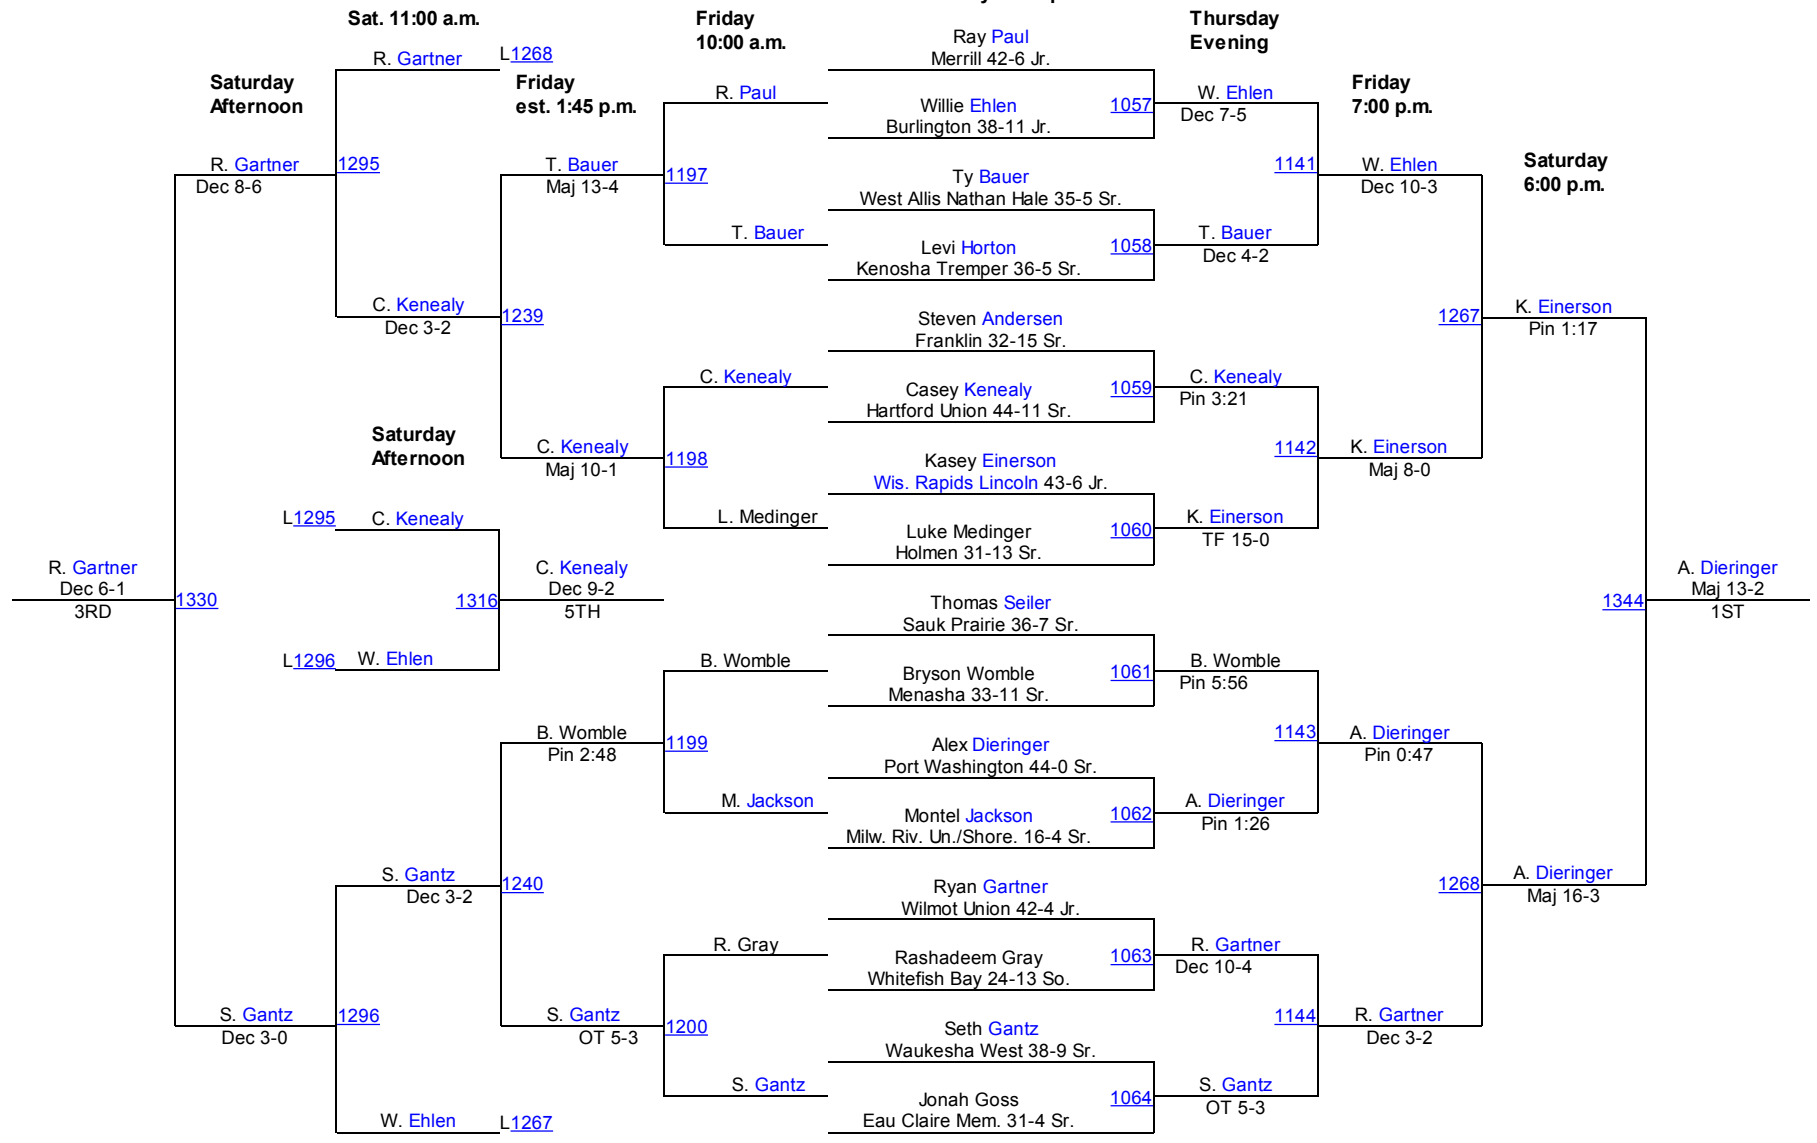 Sat. 11:00 a.m.
R. Gartner
L1268
Saturday
Afternoon
Friday
est. 1:45 p.m.
Friday
10:00 a.m.
Thursday
Evening
Friday
7:00 p.m.
Saturday
6:00 p.m.
R. Gartner
Dec 8-6
1295
C. Kenealy
Dec 3-2
T. Bauer
Maj 13-4
1239
C. Kenealy
Maj 10-1
R. Paul
1197
T. Bauer
C. Kenealy
1198
L. Medinger
Saturday
Afternoon
L1295
C. Kenealy
R. Gartner
Dec 6-1
3RD
1330
1316
C. Kenealy
Dec 9-2
5TH
L1296
W. Ehlen
B. Womble
1199
M. Jackson
B. Womble
Pin 2:48
1240
S. Gantz
Dec 3-2
R. Gray
1200
S. Gantz
S. Gantz
OT 5-3
S. Gantz
Dec 3-0
1296
W. Ehlen
L1267
Ray Paul
Merrill 42-6 Jr.
Willie Ehlen
Burlington 38-11 Jr.
1057
Ty Bauer
West Allis Nathan Hale 35-5 Sr.
Levi Horton
Kenosha Tremper 36-5 Sr.
1058
Steven Andersen
Franklin 32-15 Sr.
Casey Kenealy
Hartford Union 44-11 Sr.
1059
Kasey Einerson
Wis. Rapids Lincoln 43-6 Jr.
Luke Medinger
Holmen 31-13 Sr.
1060
Thomas Seiler
Sauk Prairie 36-7 Sr.
Bryson Womble
Menasha 33-11 Sr.
1061
Alex Dieringer
Port Washington 44-0 Sr.
Montel Jackson
Milw. Riv. Un./Shore. 16-4 Sr.
1062
Ryan Gartner
Wilmot Union 42-4 Jr.
Rashadeem Gray
Whitefish Bay 24-13 So.
1063
Seth Gantz
Waukesha West 38-9 Sr.
Jonah Goss
Eau Claire Mem. 31-4 Sr.
1064
W. Ehlen
Dec 7-5
1141
T. Bauer
Dec 4-2
C. Kenealy
Pin 3:21
1142
K. Einerson
TF 15-0
B. Womble
Pin 5:56
1143
A. Dieringer
Pin 1:26
R. Gartner
Dec 10-4
1144
S. Gantz
OT 5-3
W. Ehlen
Dec 10-3
1267
K. Einerson
Maj 8-0
A. Dieringer
Pin 0:47
1268
R. Gartner
Dec 3-2
K. Einerson
Pin 1:17
1344
A. Dieringer
Maj 16-3
A. Dieringer
Maj 13-2
1ST